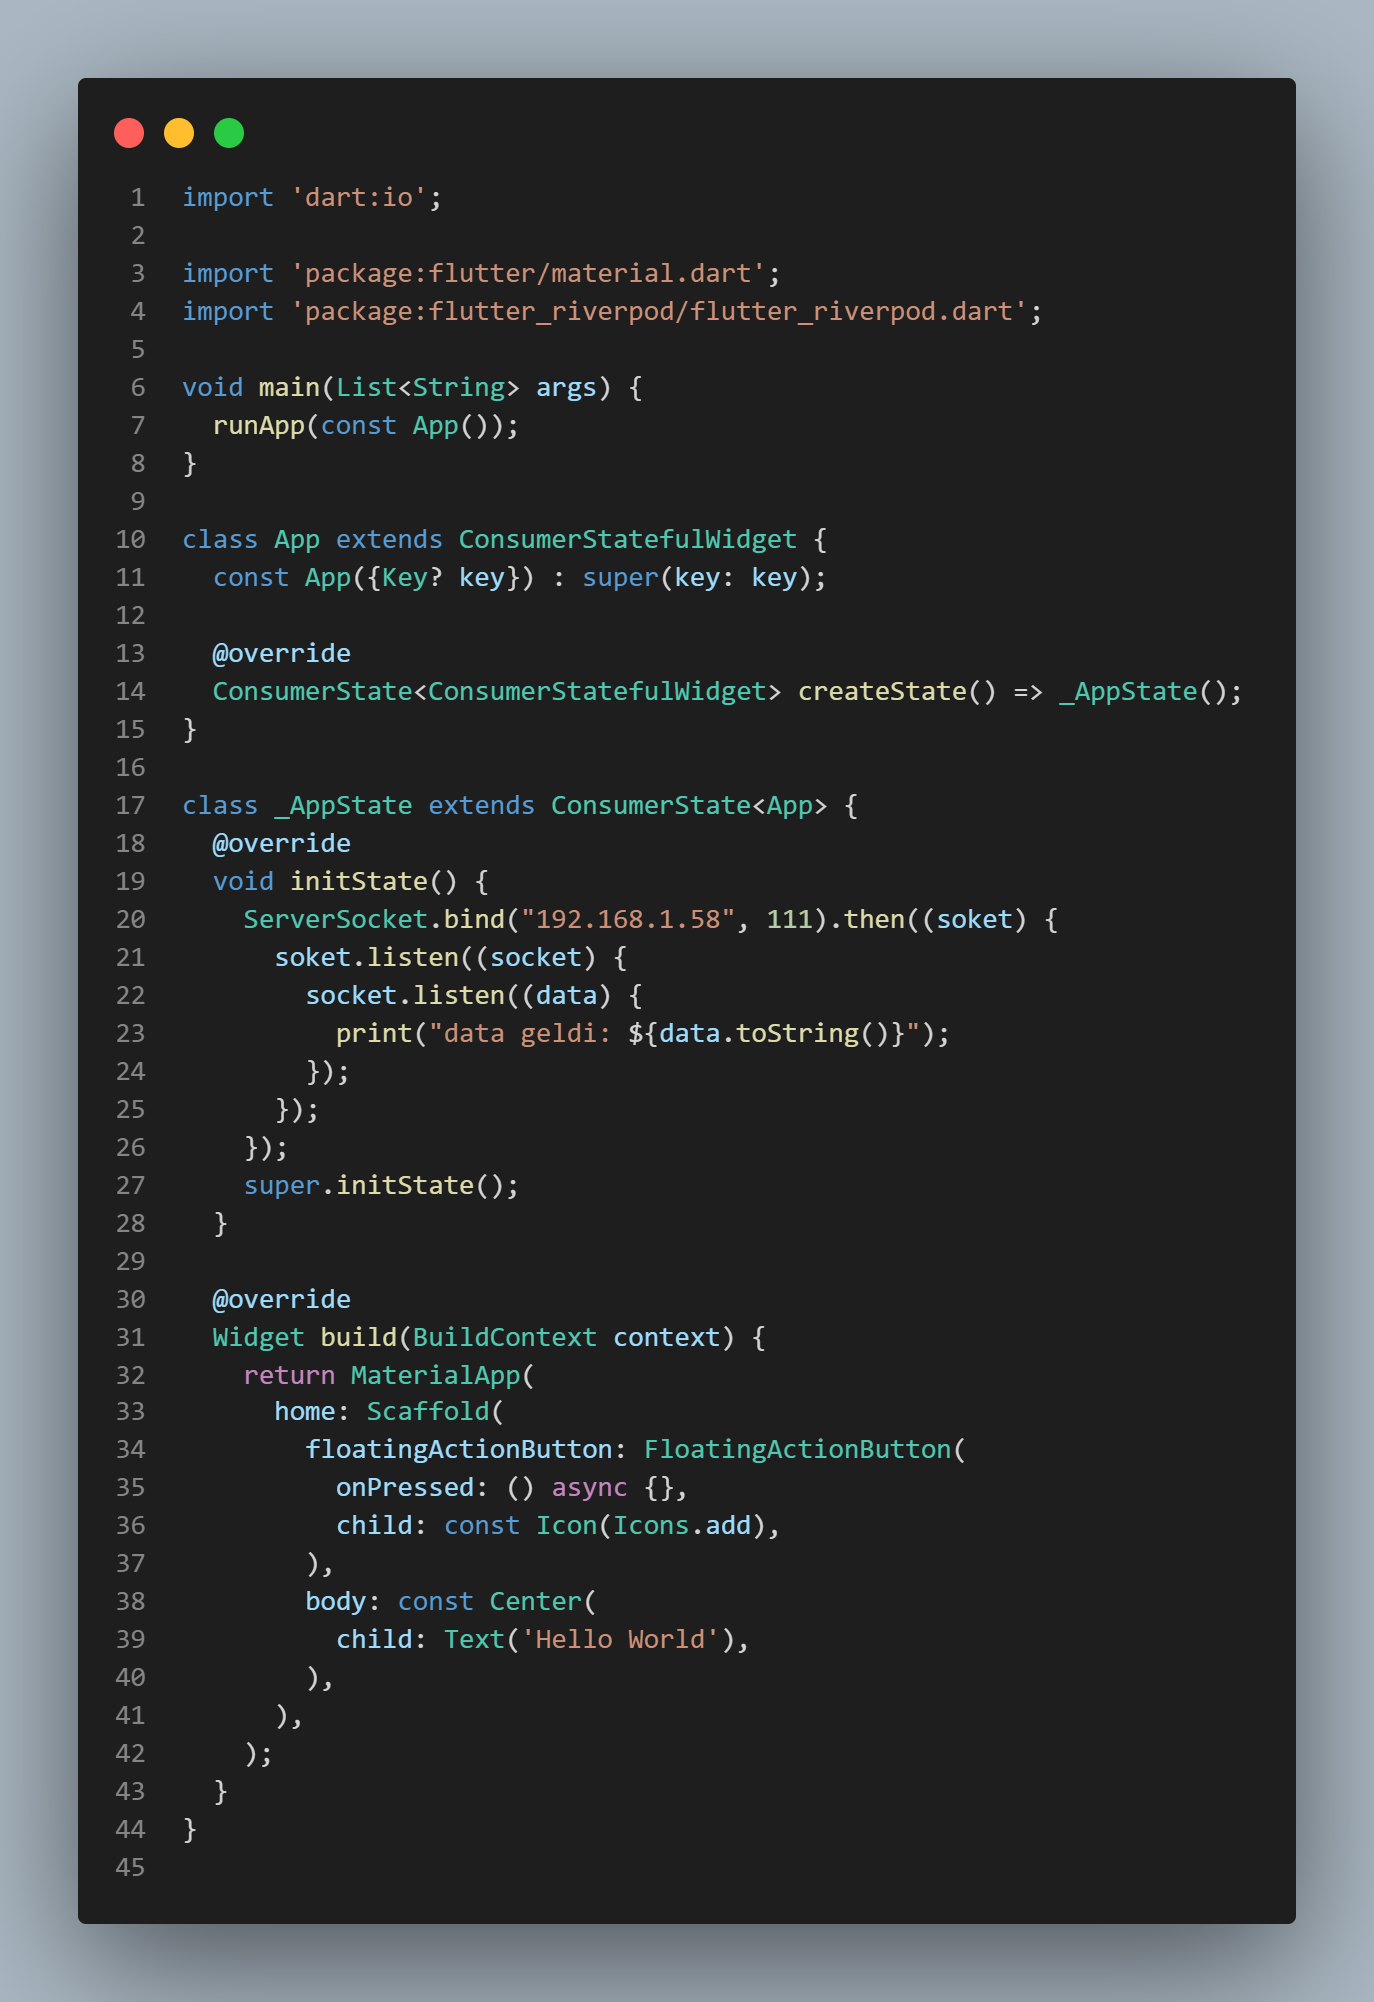 1 import 'dart:io';
2
3 import 'package:flutter/material.dart';
4 import 'package:flutter_riverpod/flutter_riverpod.dart';
5
6 void main(List<String> args) {
7   runApp(const App());
8 }
9
10 class App extends ConsumerStatefulWidget {
11   const App({Key? key}) : super(key: key);
12
13   @override
14   ConsumerState<ConsumerStatefulWidget> createState() => _AppState();
15 }
16
17 class _AppState extends ConsumerState<App> {
18   @override
19   void initState() {
20     ServerSocket.bind("192.168.1.58", 111).then((soket) {
21       soket.listen((socket) {
22         socket.listen((data) {
23           print("data geldi: ${data.toString()}");
24         });
25       });
26     });
27     super.initState();
28   }
29
30   @override
31   Widget build(BuildContext context) {
32     return MaterialApp(
33       home: Scaffold(
34         floatingActionButton: FloatingActionButton(
35           onPressed: () async {},
36           child: const Icon(Icons.add),
37         ),
38         body: const Center(
39           child: Text('Hello World'),
40         ),
41       ),
42     );
43   }
44 }
45